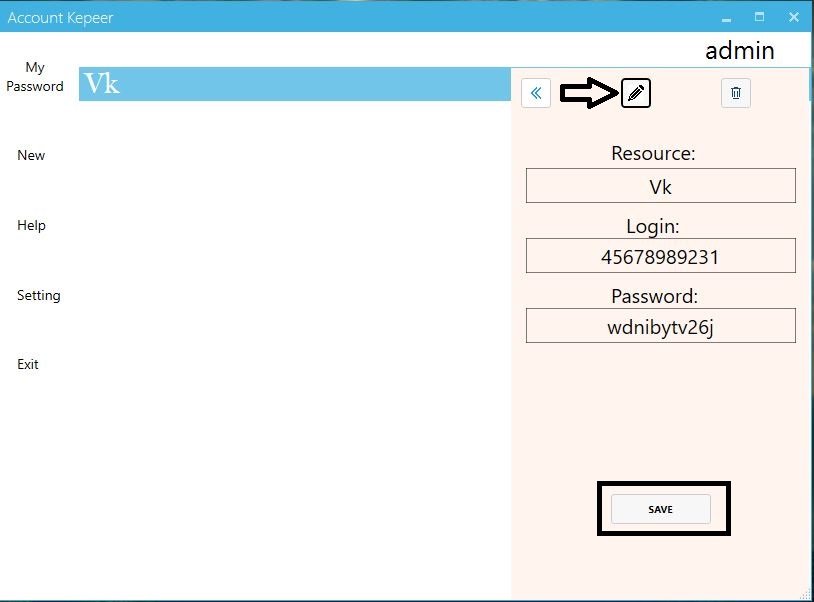 Account Kepeer
admin
My
Password
Vk
New
Help
Setting
Exit
Resource:
Vk
Login:
45678989231
Password:
wdnibytv26j
SAVE